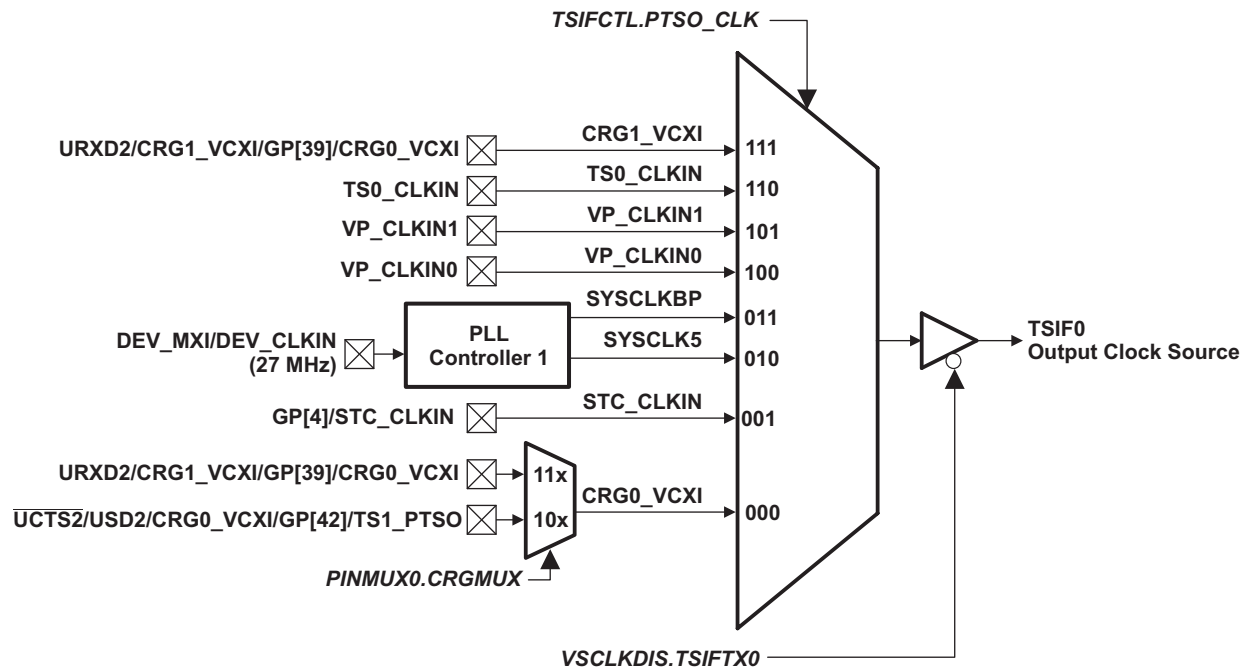 TSIFCTL.PTSO_CLK
URXD2/CRG1_VCXI/GP[39]/CRG0_VCXI
CRG1_VCXI
111
TS0_CLKIN
TS0_CLKIN
110
VP_CLKIN1
VP_CLKIN1
101
VP_CLKIN0
VP_CLKIN0
100
DEV_MXI/DEV_CLKIN
(27 MHz)
PLL
Controller 1
SYSCLKBP
011
SYSCLK5
010
TSIF0
Output Clock Source
GP[4]/STC_CLKIN
STC_CLKIN
001
URXD2/CRG1_VCXI/GP[39]/CRG0_VCXI
11x
UCTS2/USD2/CRG0_VCXI/GP[42]/TS1_PTSO
10x
CRG0_VCXI
000
PINMUX0.CRGMUX
VSCLKDIS.TSIFTX0